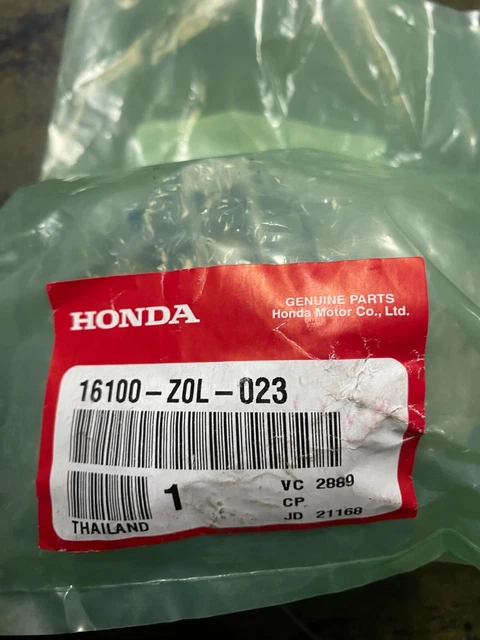 HONDA
GENUINE PARTS
Honda Motor Co., Ltd.
16100-Z0L-023
1
VC 2889
CP
JD 21168
THAILAND